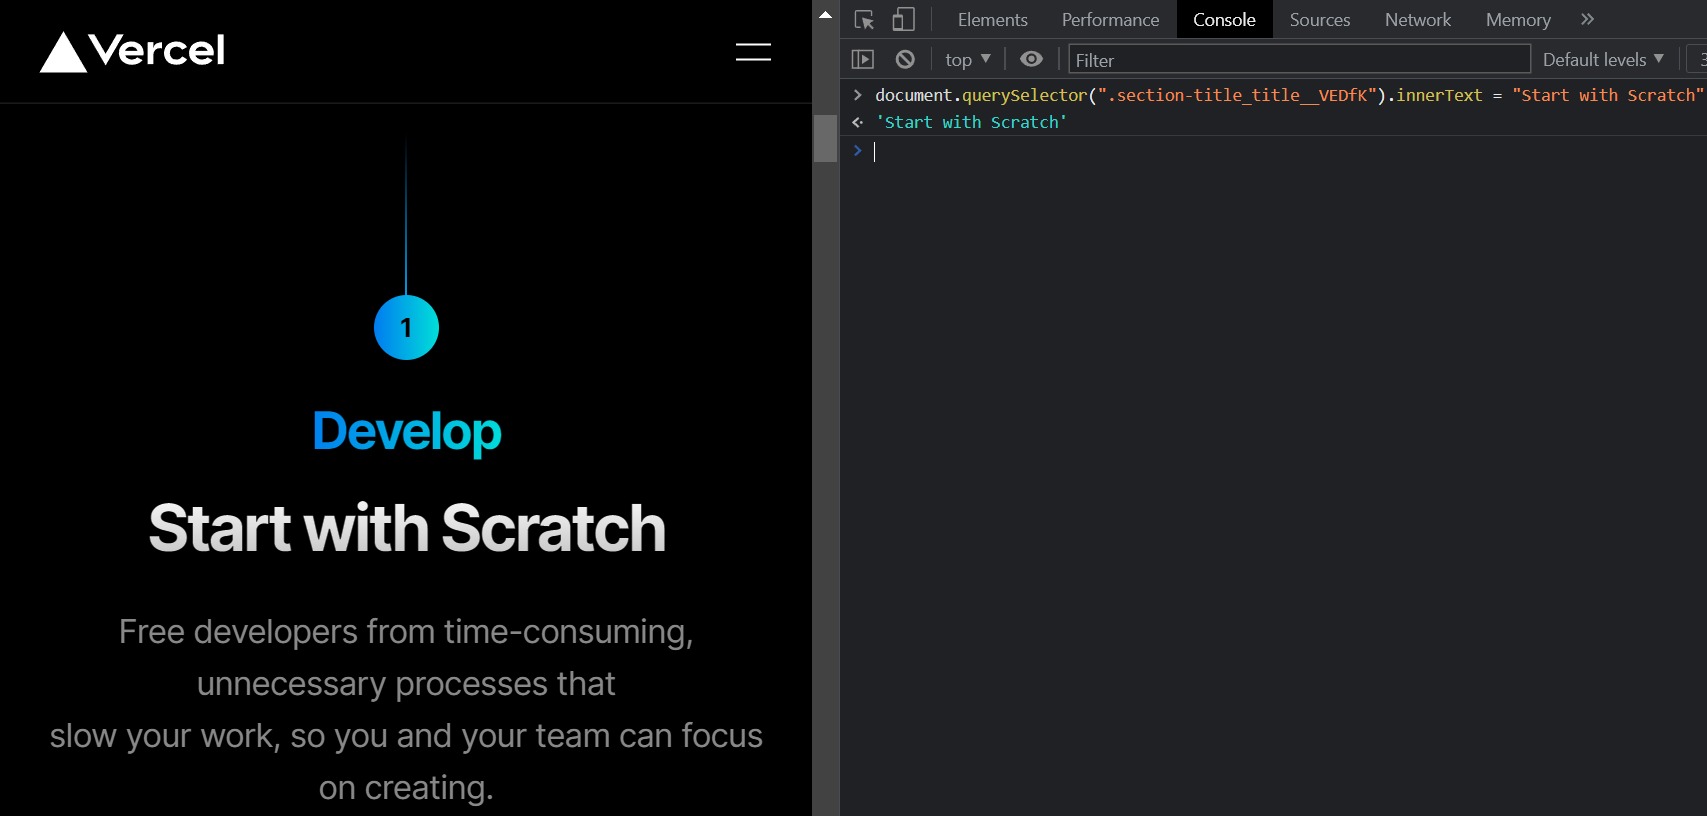 Vercel
1
Develop
Start with Scratch
Free developers from time-consuming,
unnecessary processes that
slow your work, so you and your team can focus
on creating.
Elements Performance Console Sources Network Memory »
top ▼ Filter Default levels ▼
> document.querySelector(".section-title_title__VEDfK").innerText = "Start with Scratch"
'Start with Scratch'
>